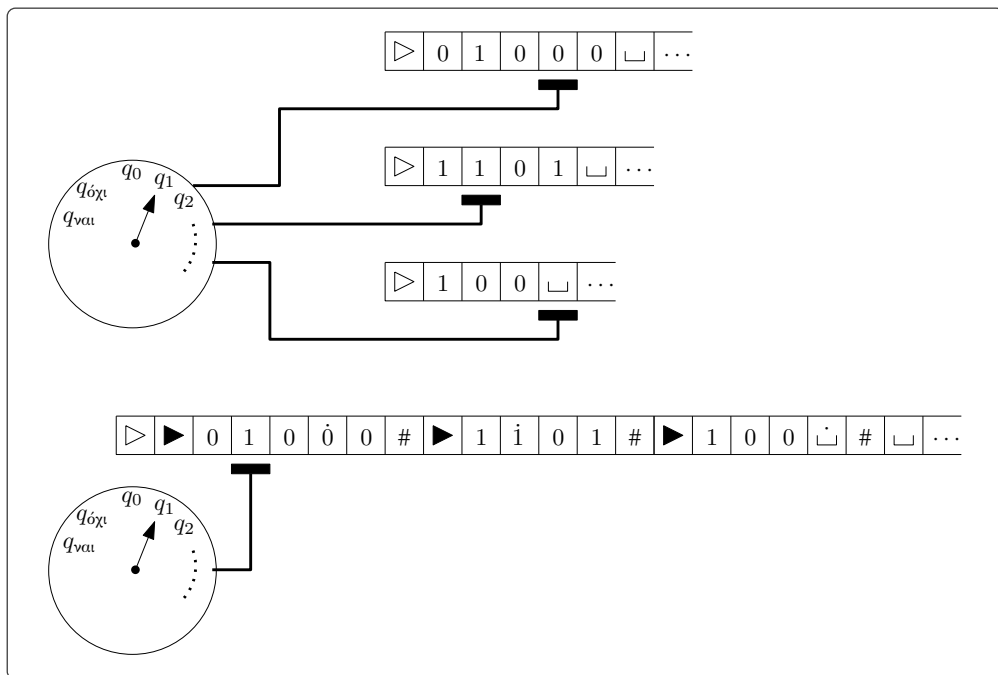 ▷ 0 1 0 0 0 ⊔ ...
▷ 1 1 0 1 ⊔ ...
q0 q1 q2
qόχι
qναι
▷ 1 0 0 ⊔ ...
▷ ▶ 0 1 0 0̇ 0 # ▶ 1 1̇ 0 1 # ▶ 1 0 0 ⊔̇ # ⊔ ...
q0 q1 q2
qόχι
qναι